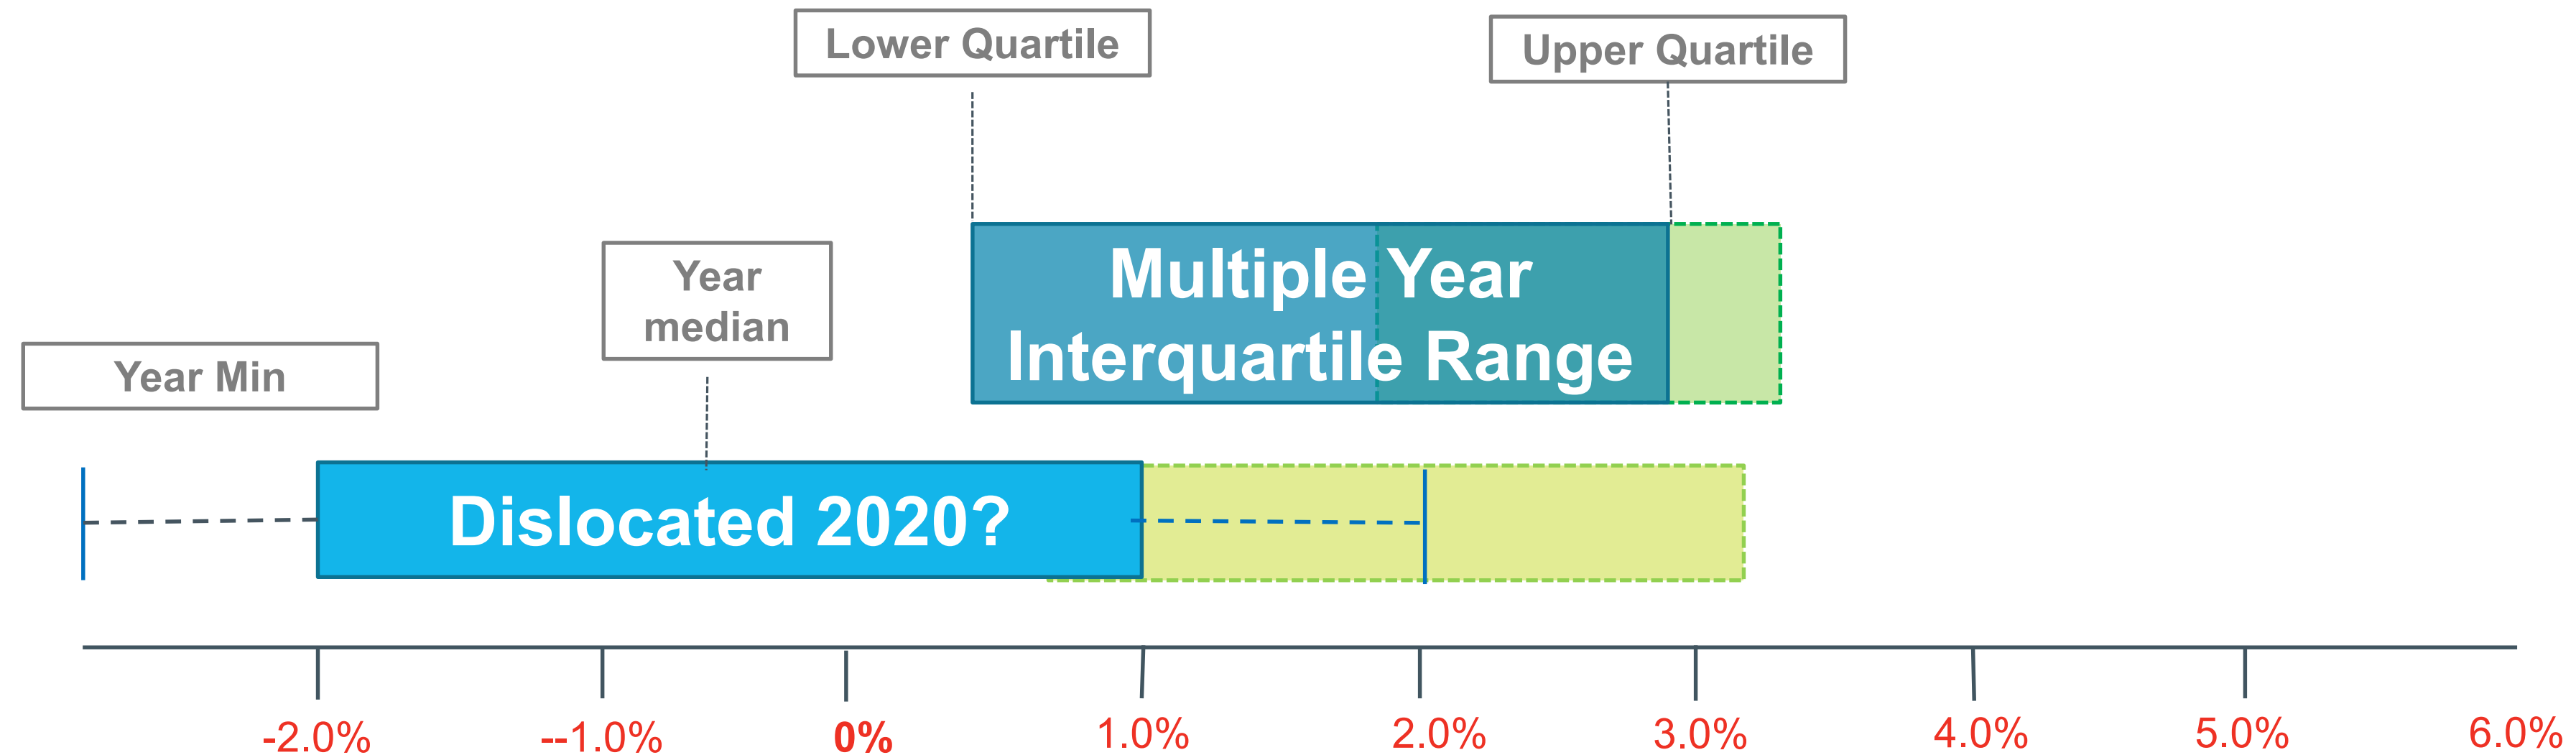 Lower Quartile
Upper Quartile
Year
median
Multiple Year
Interquartile Range
Year Min
Dislocated 2020?
-2.0%
--1.0%
0%
1.0%
2.0%
3.0%
4.0%
5.0%
6.0%